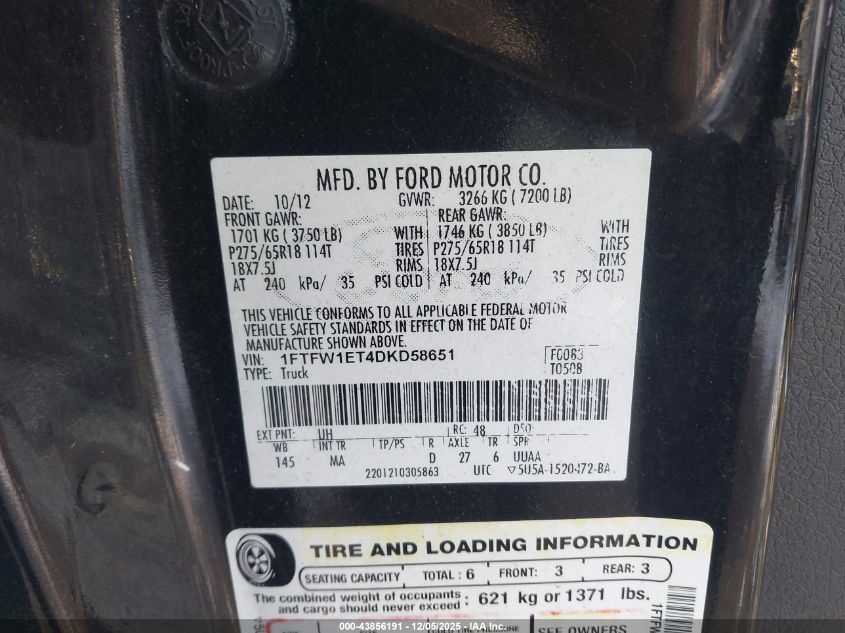 MFD. BY FORD MOTOR CO.
DATE: 10/12 GVWR: 3266 KG ( 7200 LB)
FRONT GAWR: REAR GAWR:
1701 KG ( 3750 LB) WITH 1746 KG ( 3850 LB) WITH
P275/65R18 114T TIRES P275/65R18 114T TIRES
18X7.5J RIMS 18X7.5J RIMS
AT 240 kPa/ 35 PSI COLD AT 240 kPa/ 35 PSI COLD
THIS VEHICLE CONFORMS TO ALL APPLICABLE FEDERAL MOTOR
VEHICLE SAFETY STANDARDS IN EFFECT ON THE DATE OF
MANUFACTURE SHOWN ABOVE.
VIN: 1FTFW1ET4DKD58651 F0083
TYPE: Truck T050B
EXT PNT: UH RC: 48 DSO:
WB INT TR TP/PS R AXLE TR SPR
145 MA D 27 6 UUAA
2201210305863 UTC ▽5U5A-1520472-BA
TIRE AND LOADING INFORMATION
SEATING CAPACITY TOTAL : 6 FRONT: 3 REAR: 3
The combined weight of occupants
and cargo should never exceed : 621 kg or 1371 lbs.
SEE OWNERS
000-43856191 - 12/05/2025 - IAAI.com